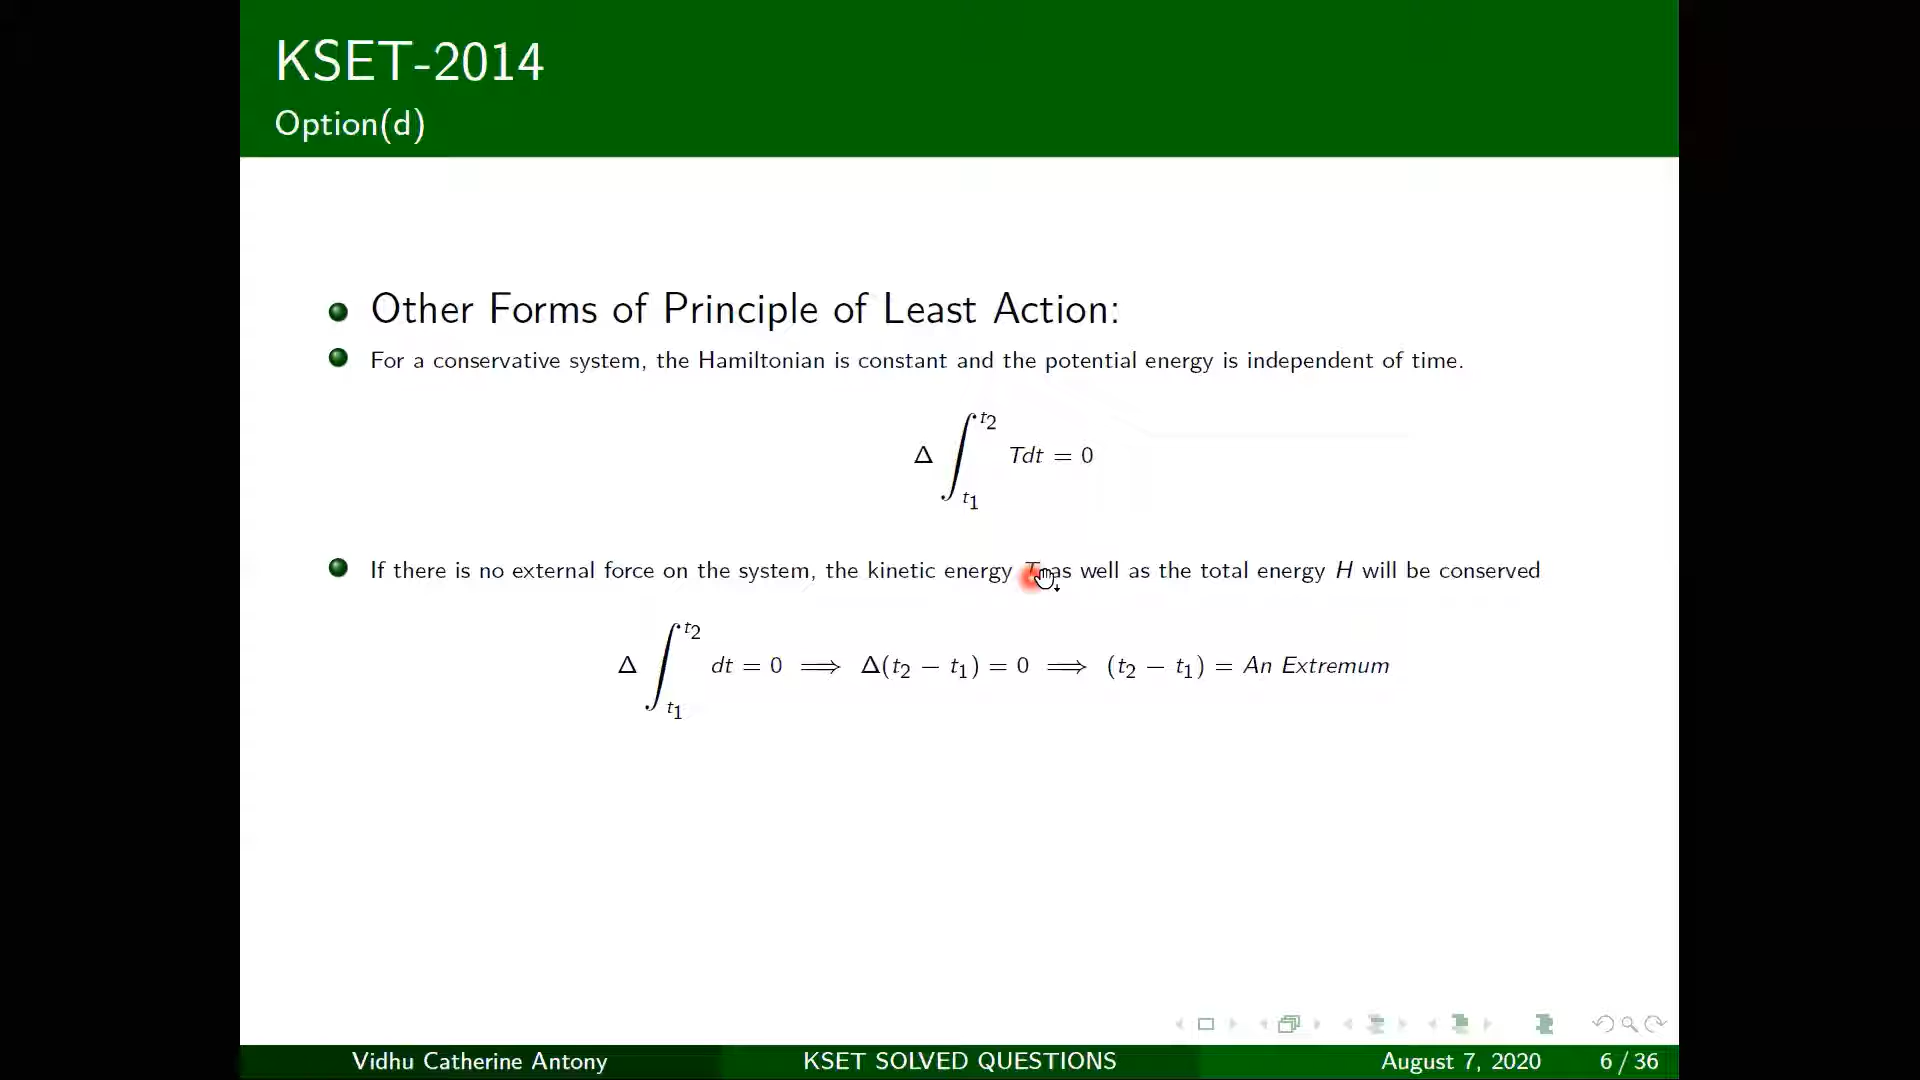 KSET-2014
Option(d)
Other Forms of Principle of Least Action:
For a conservative system, the Hamiltonian is constant and the potential energy is independent of time.
Δ ∫_{t₁}^{t₂} Tdt = 0
If there is no external force on the system, the kinetic energy T as well as the total energy H will be conserved
Δ ∫_{t₁}^{t₂} dt = 0 ⟹ Δ(t₂ − t₁) = 0 ⟹ (t₂ − t₁) = An Extremum
Vidhu Catherine Antony KSET SOLVED QUESTIONS August 7, 2020 6 / 36